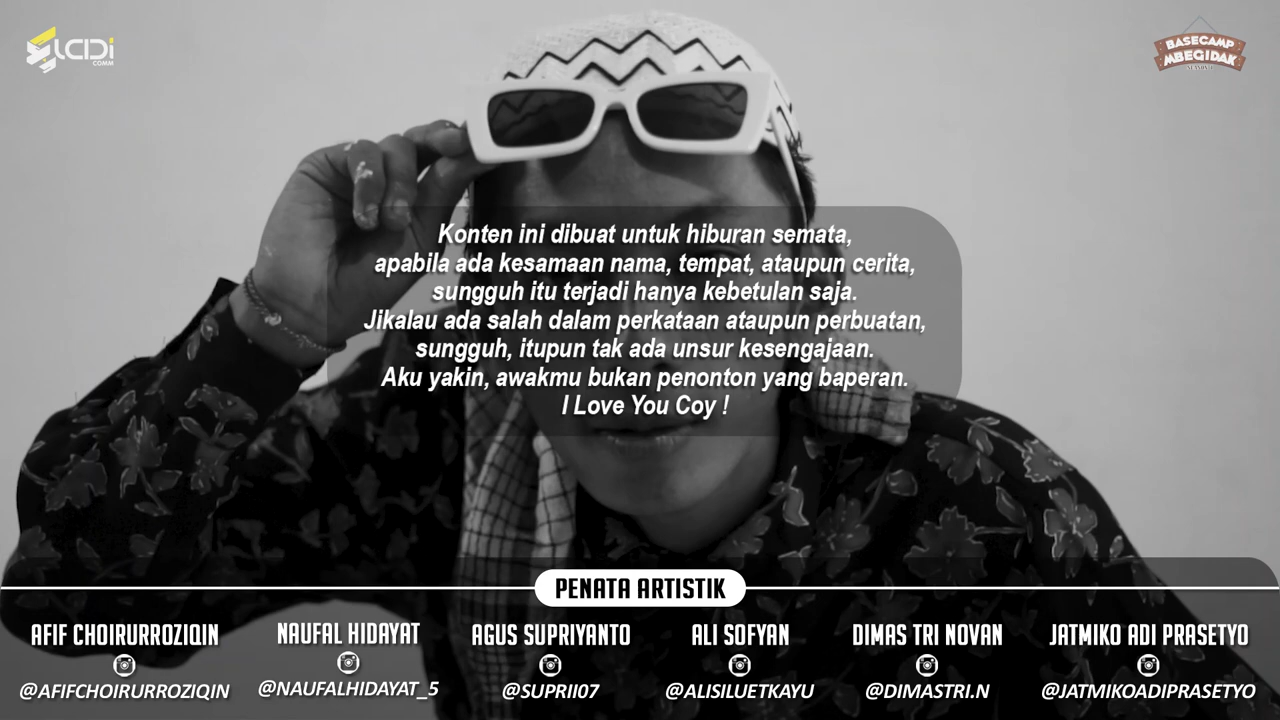 LCIDI
COMM
BASECAMP
MBEGIDAK
Konten ini dibuat untuk hiburan semata,
apabila ada kesamaan nama, tempat, ataupun cerita,
sungguh itu terjadi hanya kebetulan saja.
Jikalau ada salah dalam perkataan ataupun perbuatan,
sungguh, itupun tak ada unsur kesengajaan.
Aku yakin, awakmu bukan penonton yang baperan.
I Love You Coy !
PENATA ARTISTIK
AFIF CHOIRURROZIQIN
@AFIFCHOIRURROZIQIN
NAUFAL HIDAYAT
@NAUFALHIDAYAT_5
AGUS SUPRIYANTO
@SUPRII07
ALI SOFYAN
@ALISILUETKAYU
DIMAS TRI NOVAN
@DIMASTRI.N
JATMIKO ADI PRASETYO
@JATMIKOADIPRASETYO